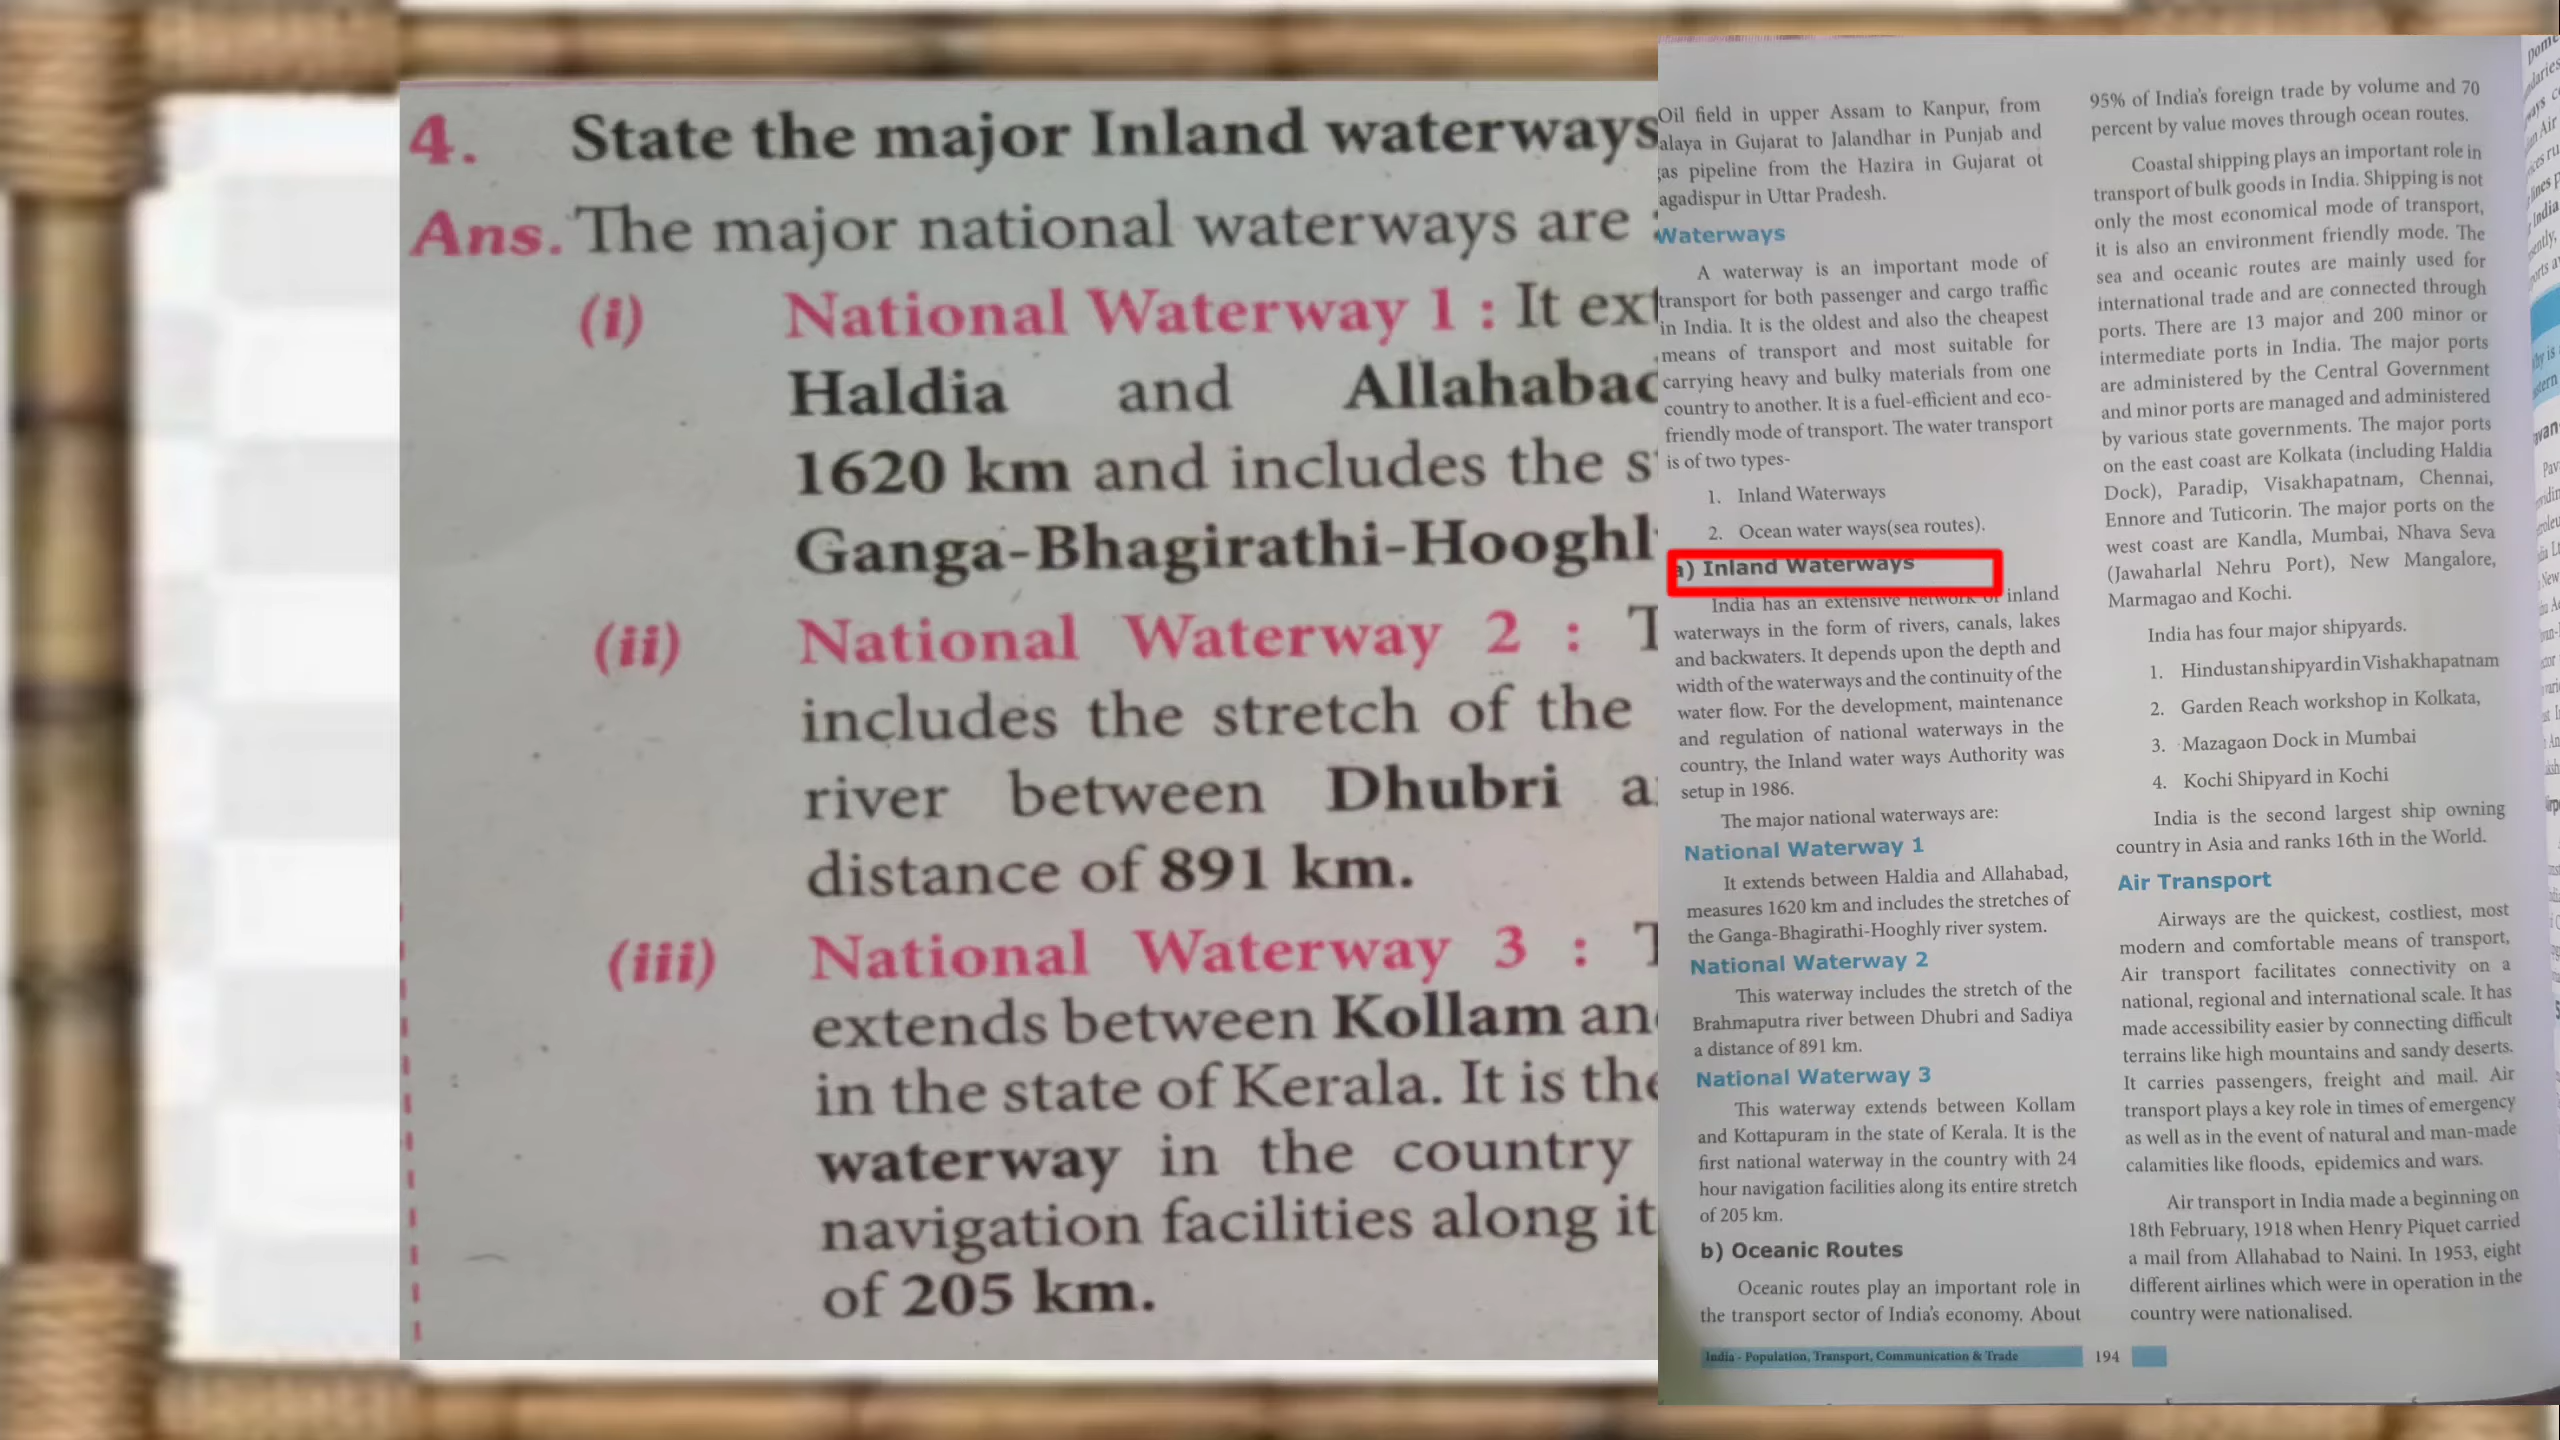 4. State the major Inland waterways
Ans. The major national waterways are :
(i) National Waterway 1 : It ext
Haldia and Allahabad
1620 km and includes the s
Ganga-Bhagirathi-Hooghl
(ii) National Waterway 2 : T
includes the stretch of the
river between Dhubri a
distance of 891 km.
(iii) National Waterway 3 : T
extends between Kollam an
in the state of Kerala. It is the
waterway in the country
navigation facilities along it
of 205 km.
Oil field in upper Assam to Kanpur, from
alaya in Gujarat to Jalandhar in Punjab and
gas pipeline from the Hazira in Gujarat ot
agadispur in Uttar Pradesh.
Waterways
A waterway is an important mode of
transport for both passenger and cargo traffic
in India. It is the oldest and also the cheapest
means of transport and most suitable for
carrying heavy and bulky materials from one
country to another. It is a fuel-efficient and eco-
friendly mode of transport. The water transport
is of two types-
1. Inland Waterways
2. Ocean water ways(sea routes).
a) Inland Waterways
India has an extensive network of inland
waterways in the form of rivers, canals, lakes
and backwaters. It depends upon the depth and
width of the waterways and the continuity of the
water flow. For the development, maintenance
and regulation of national waterways in the
country, the Inland water ways Authority was
setup in 1986.
The major national waterways are:
National Waterway 1
It extends between Haldia and Allahabad,
measures 1620 km and includes the stretches of
the Ganga-Bhagirathi-Hooghly river system.
National Waterway 2
This waterway includes the stretch of the
Brahmaputra river between Dhubri and Sadiya
a distance of 891 km.
National Waterway 3
This waterway extends between Kollam
and Kottapuram in the state of Kerala. It is the
first national waterway in the country with 24
hour navigation facilities along its entire stretch
of 205 km.
b) Oceanic Routes
Oceanic routes play an important role in
the transport sector of India's economy. About
95% of India's foreign trade by volume and 70
percent by value moves through ocean routes.
Coastal shipping plays an important role in
transport of bulk goods in India. Shipping is not
only the most economical mode of transport,
it is also an environment friendly mode. The
sea and oceanic routes are mainly used for
international trade and are connected through
ports. There are 13 major and 200 minor or
intermediate ports in India. The major ports
are administered by the Central Government
and minor ports are managed and administered
by various state governments. The major ports
on the east coast are Kolkata (including Haldia
Dock), Paradip, Visakhapatnam, Chennai,
Ennore and Tuticorin. The major ports on the
west coast are Kandla, Mumbai, Nhava Seva
(Jawaharlal Nehru Port), New Mangalore,
Marmagao and Kochi.
India has four major shipyards.
1. Hindustan shipyard in Vishakhapatnam
2. Garden Reach workshop in Kolkata,
3. Mazagaon Dock in Mumbai
4. Kochi Shipyard in Kochi
India is the second largest ship owning
country in Asia and ranks 16th in the World.
Air Transport
Airways are the quickest, costliest, most
modern and comfortable means of transport,
Air transport facilitates connectivity on a
national, regional and international scale. It has
made accessibility easier by connecting difficult
terrains like high mountains and sandy deserts.
It carries passengers, freight and mail. Air
transport plays a key role in times of emergency
as well as in the event of natural and man-made
calamities like floods, epidemics and wars.
Air transport in India made a beginning on
18th February, 1918 when Henry Piquet carried
a mail from Allahabad to Naini. In 1953, eight
different airlines which were in operation in the
country were nationalised.
India - Population, Transport, Communication & Trade 194